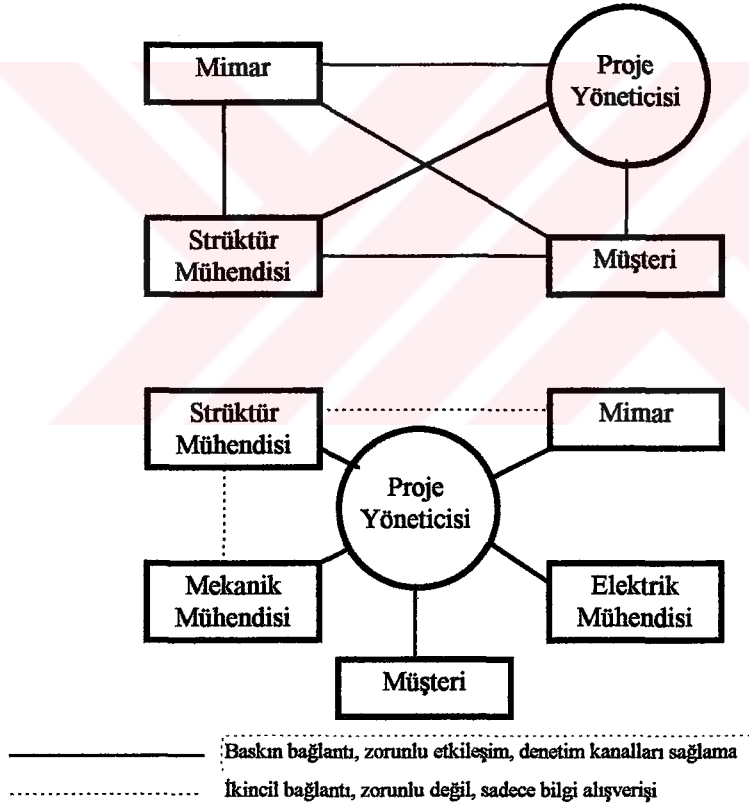 Mimar
Proje
Yöneticisi
Strüktür
Mühendisi
Müşteri
Strüktür
Mühendisi
Mimar
Proje
Yöneticisi
Mekanik
Mühendisi
Elektrik
Mühendisi
Müşteri
Baskın bağlantı, zorunlu etkileşim, denetim kanalları sağlama
İkincil bağlantı, zorunlu değil, sadece bilgi alışverişi